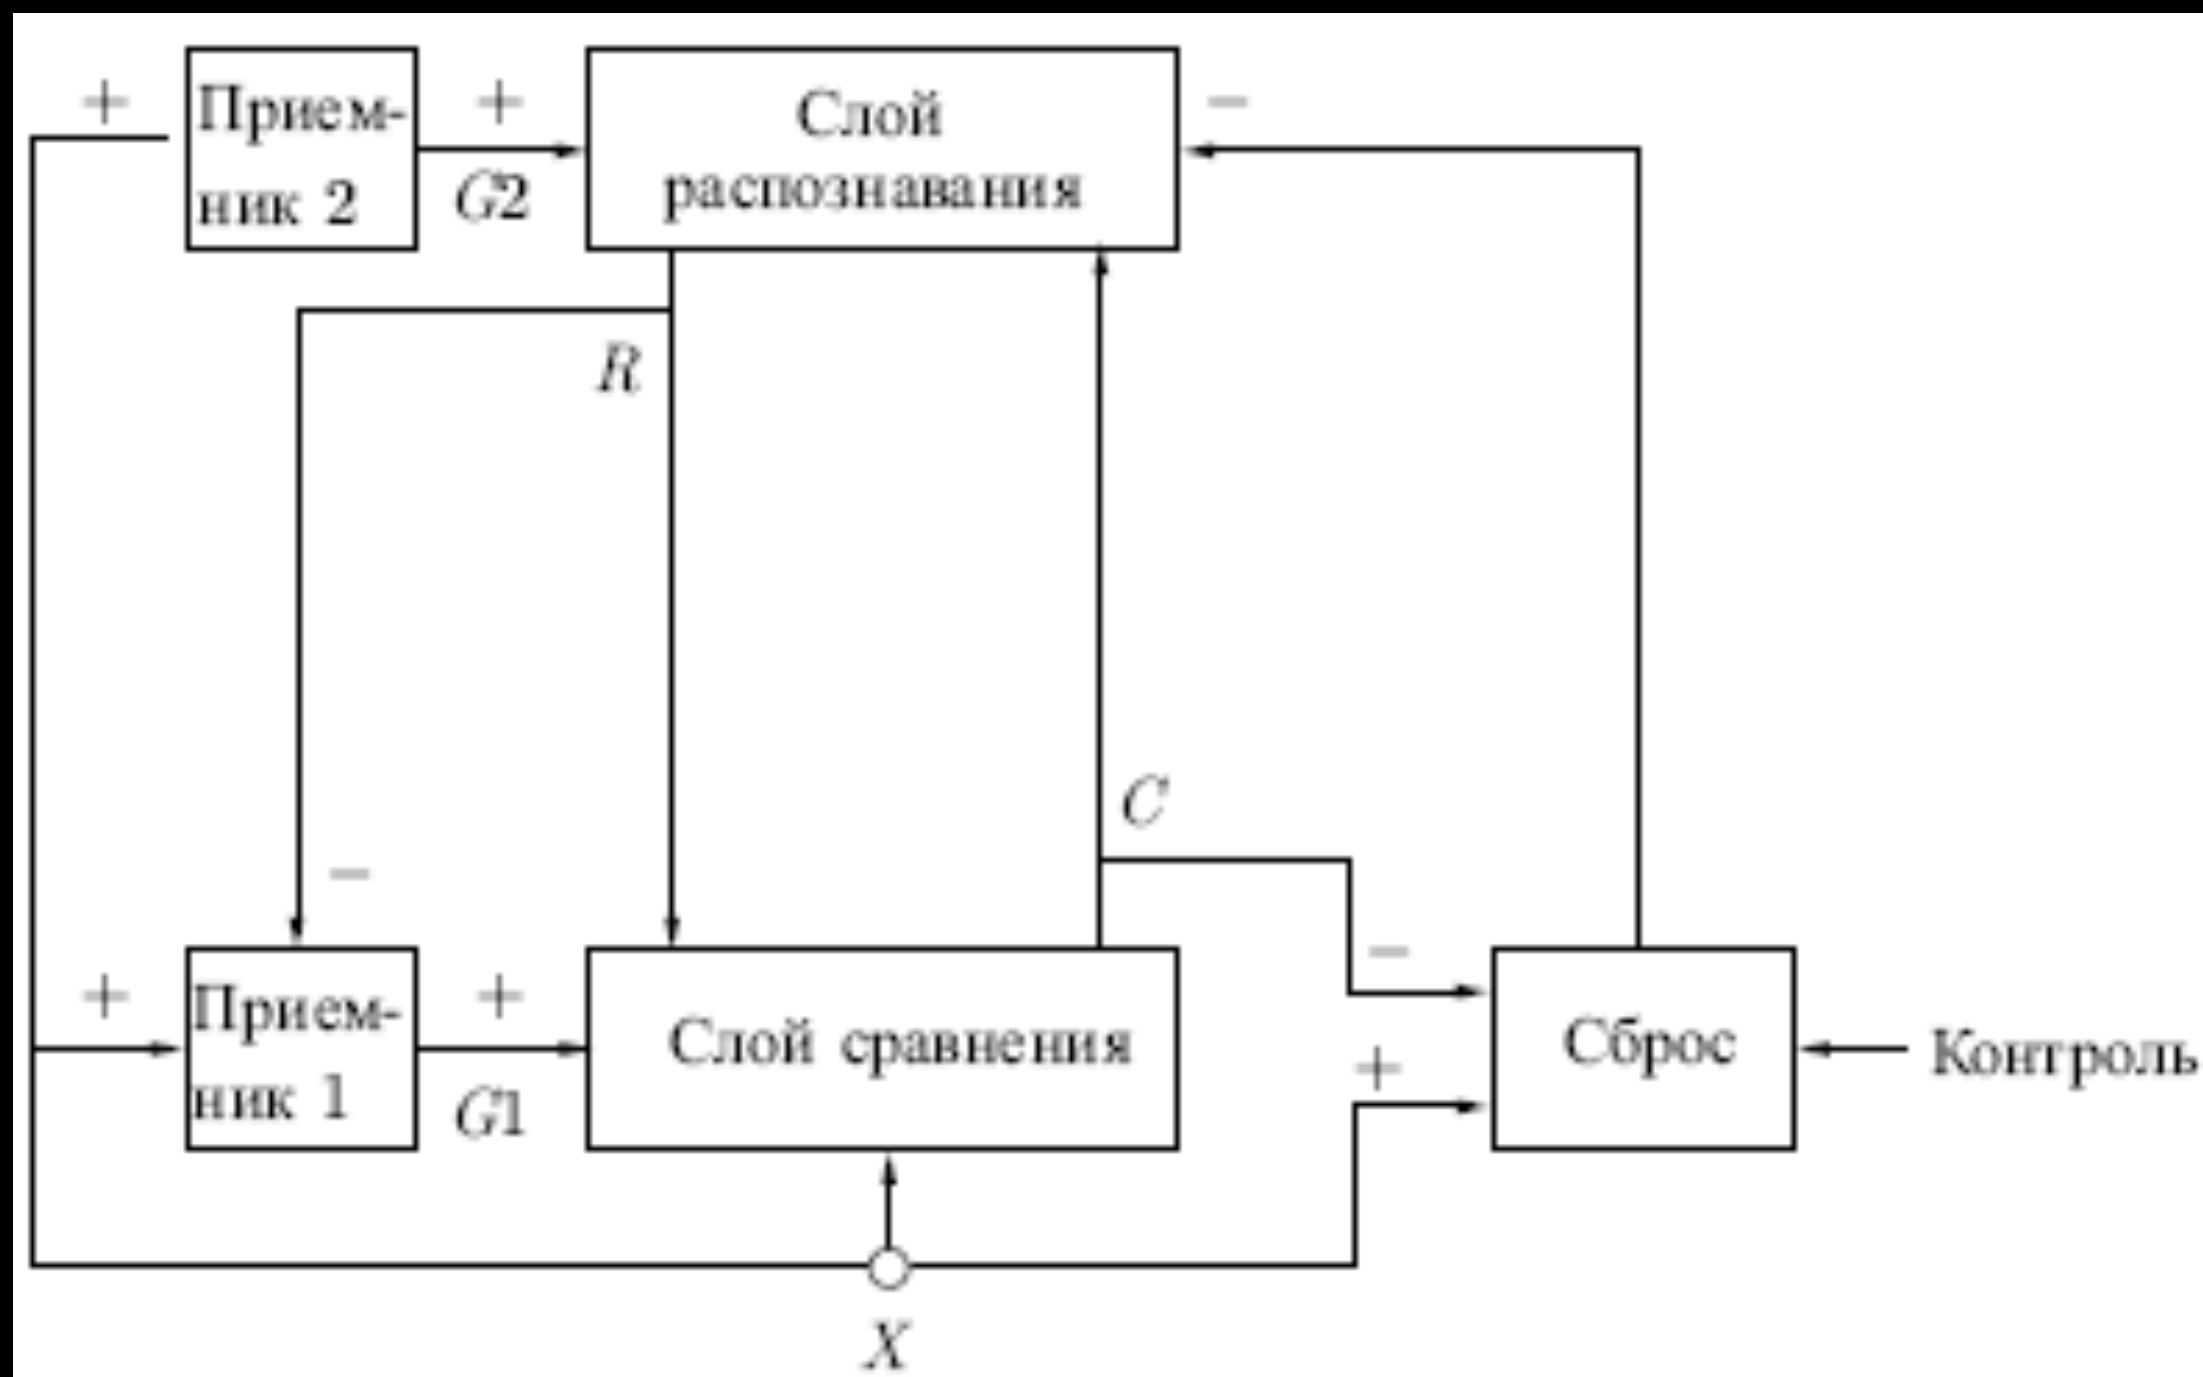 +
Прием-
ник 2
+
G2
Слой
распознавания
−
R
C
−
+
Прием-
ник 1
+
G1
Слой сравнения
−
+
Сброс
Контроль
X